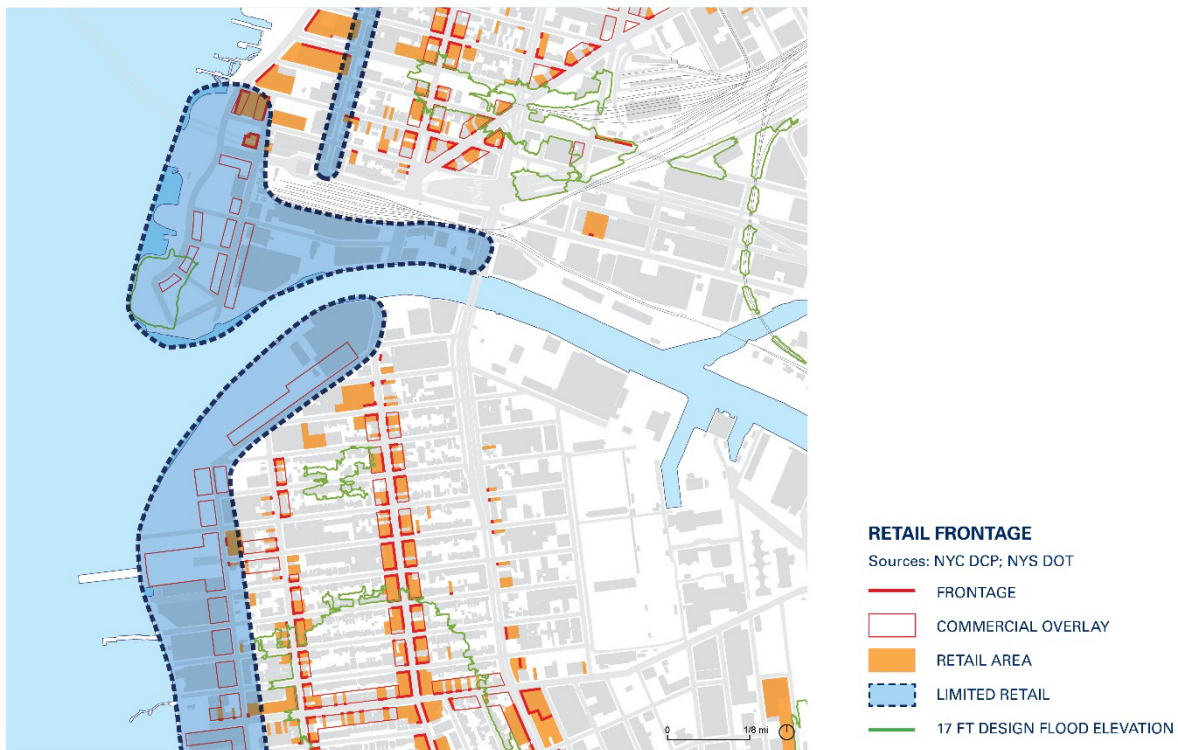 0 1/8 mi
RETAIL FRONTAGE
Sources: NYC DCP; NYS DOT
FRONTAGE
COMMERCIAL OVERLAY
RETAIL AREA
LIMITED RETAIL
17 FT DESIGN FLOOD ELEVATION